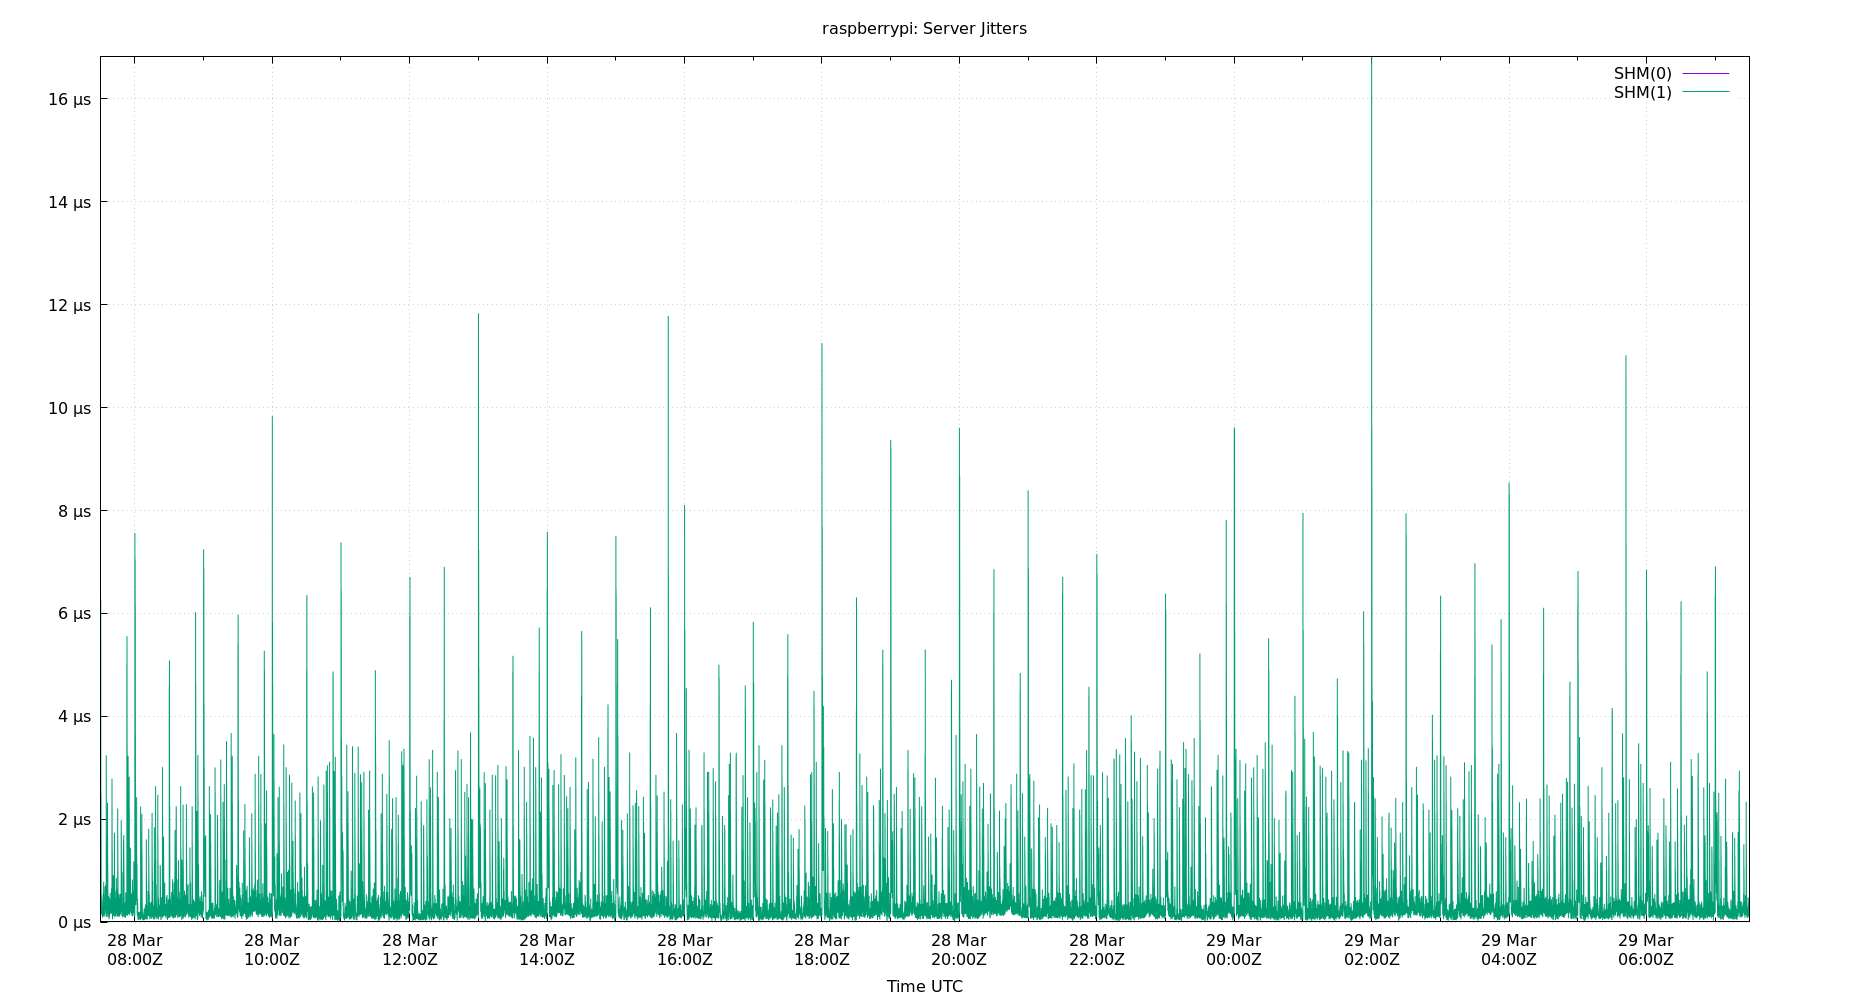 raspberrypi: Server Jitters
SHM(0)
SHM(1)
16 µs
14 µs
12 µs
10 µs
8 µs
6 µs
4 µs
2 µs
0 µs
28 Mar 28 Mar 28 Mar 28 Mar 28 Mar 28 Mar 28 Mar 28 Mar 29 Mar 29 Mar 29 Mar 29 Mar
08:00Z 10:00Z 12:00Z 14:00Z 16:00Z 18:00Z 20:00Z 22:00Z 00:00Z 02:00Z 04:00Z 06:00Z
Time UTC